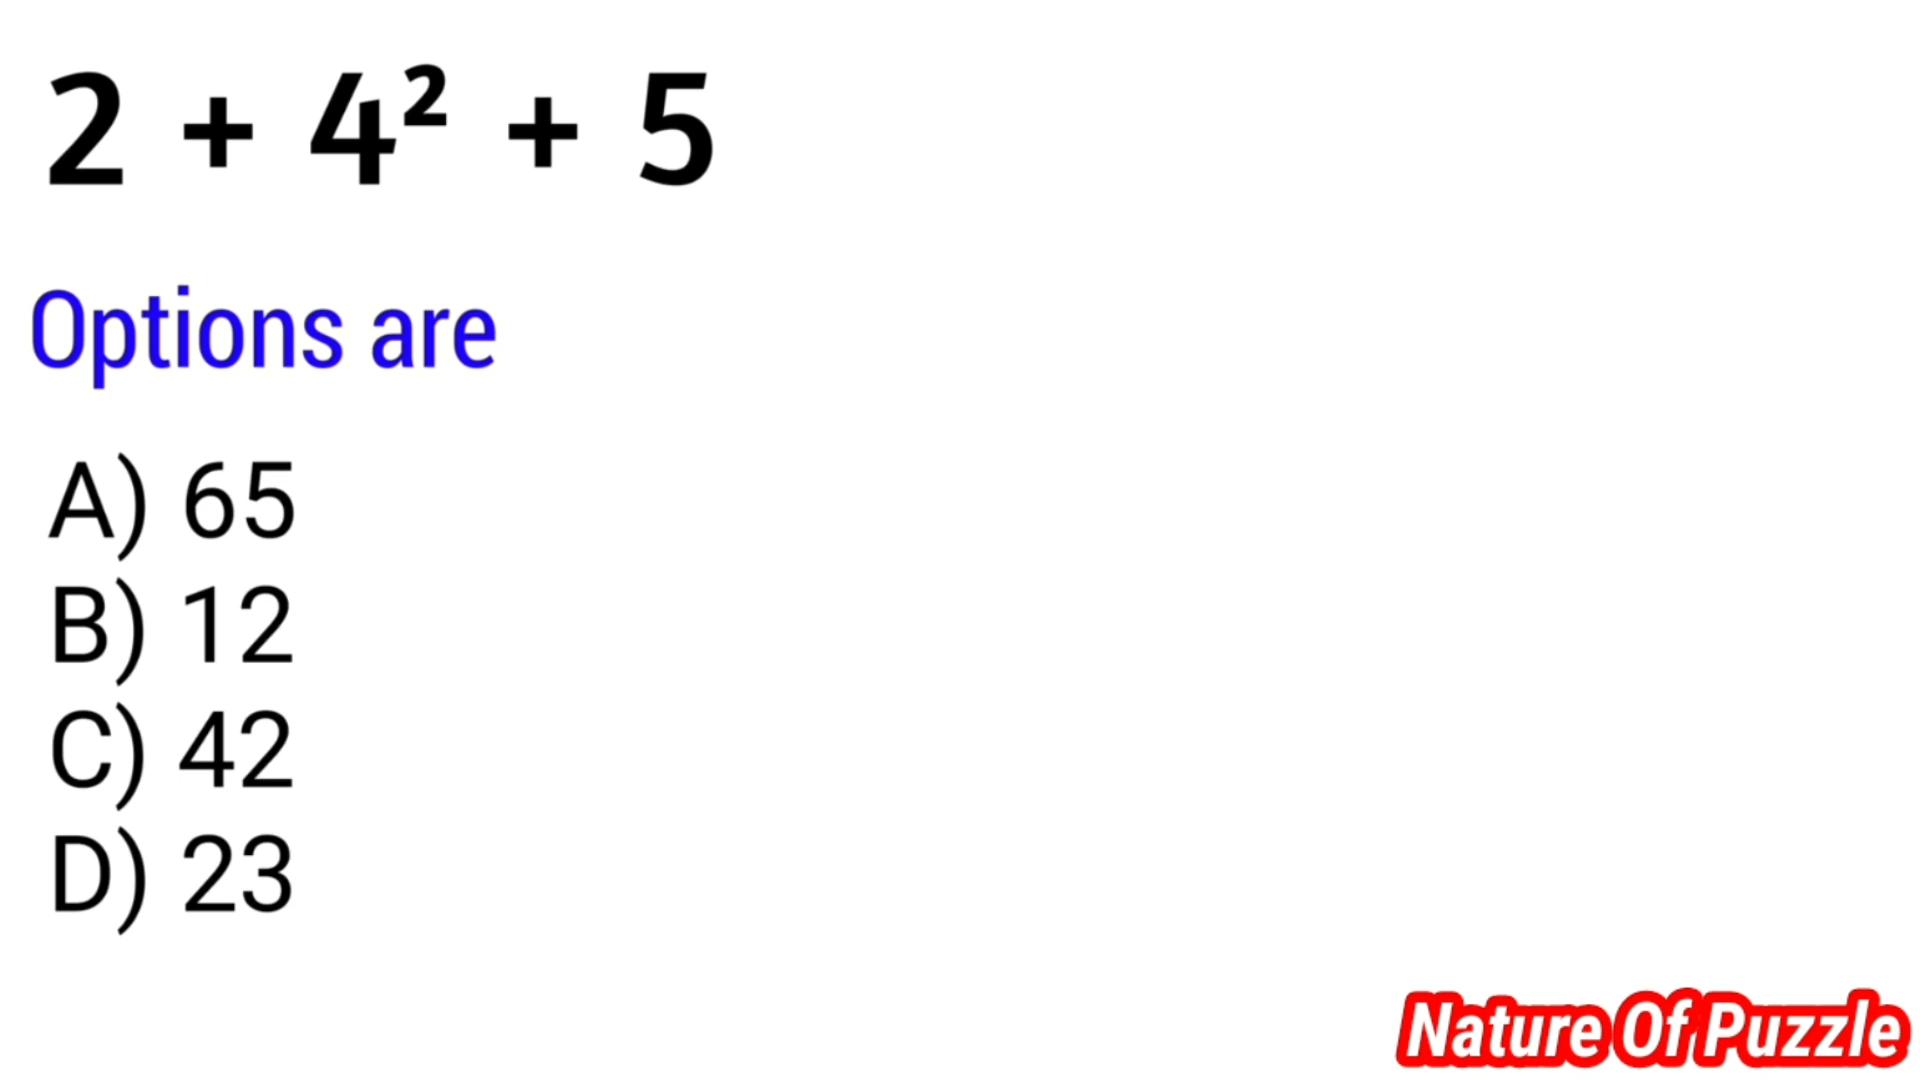 2 + 4² + 5
Options are
A) 65
B) 12
C) 42
D) 23
Nature Of Puzzle